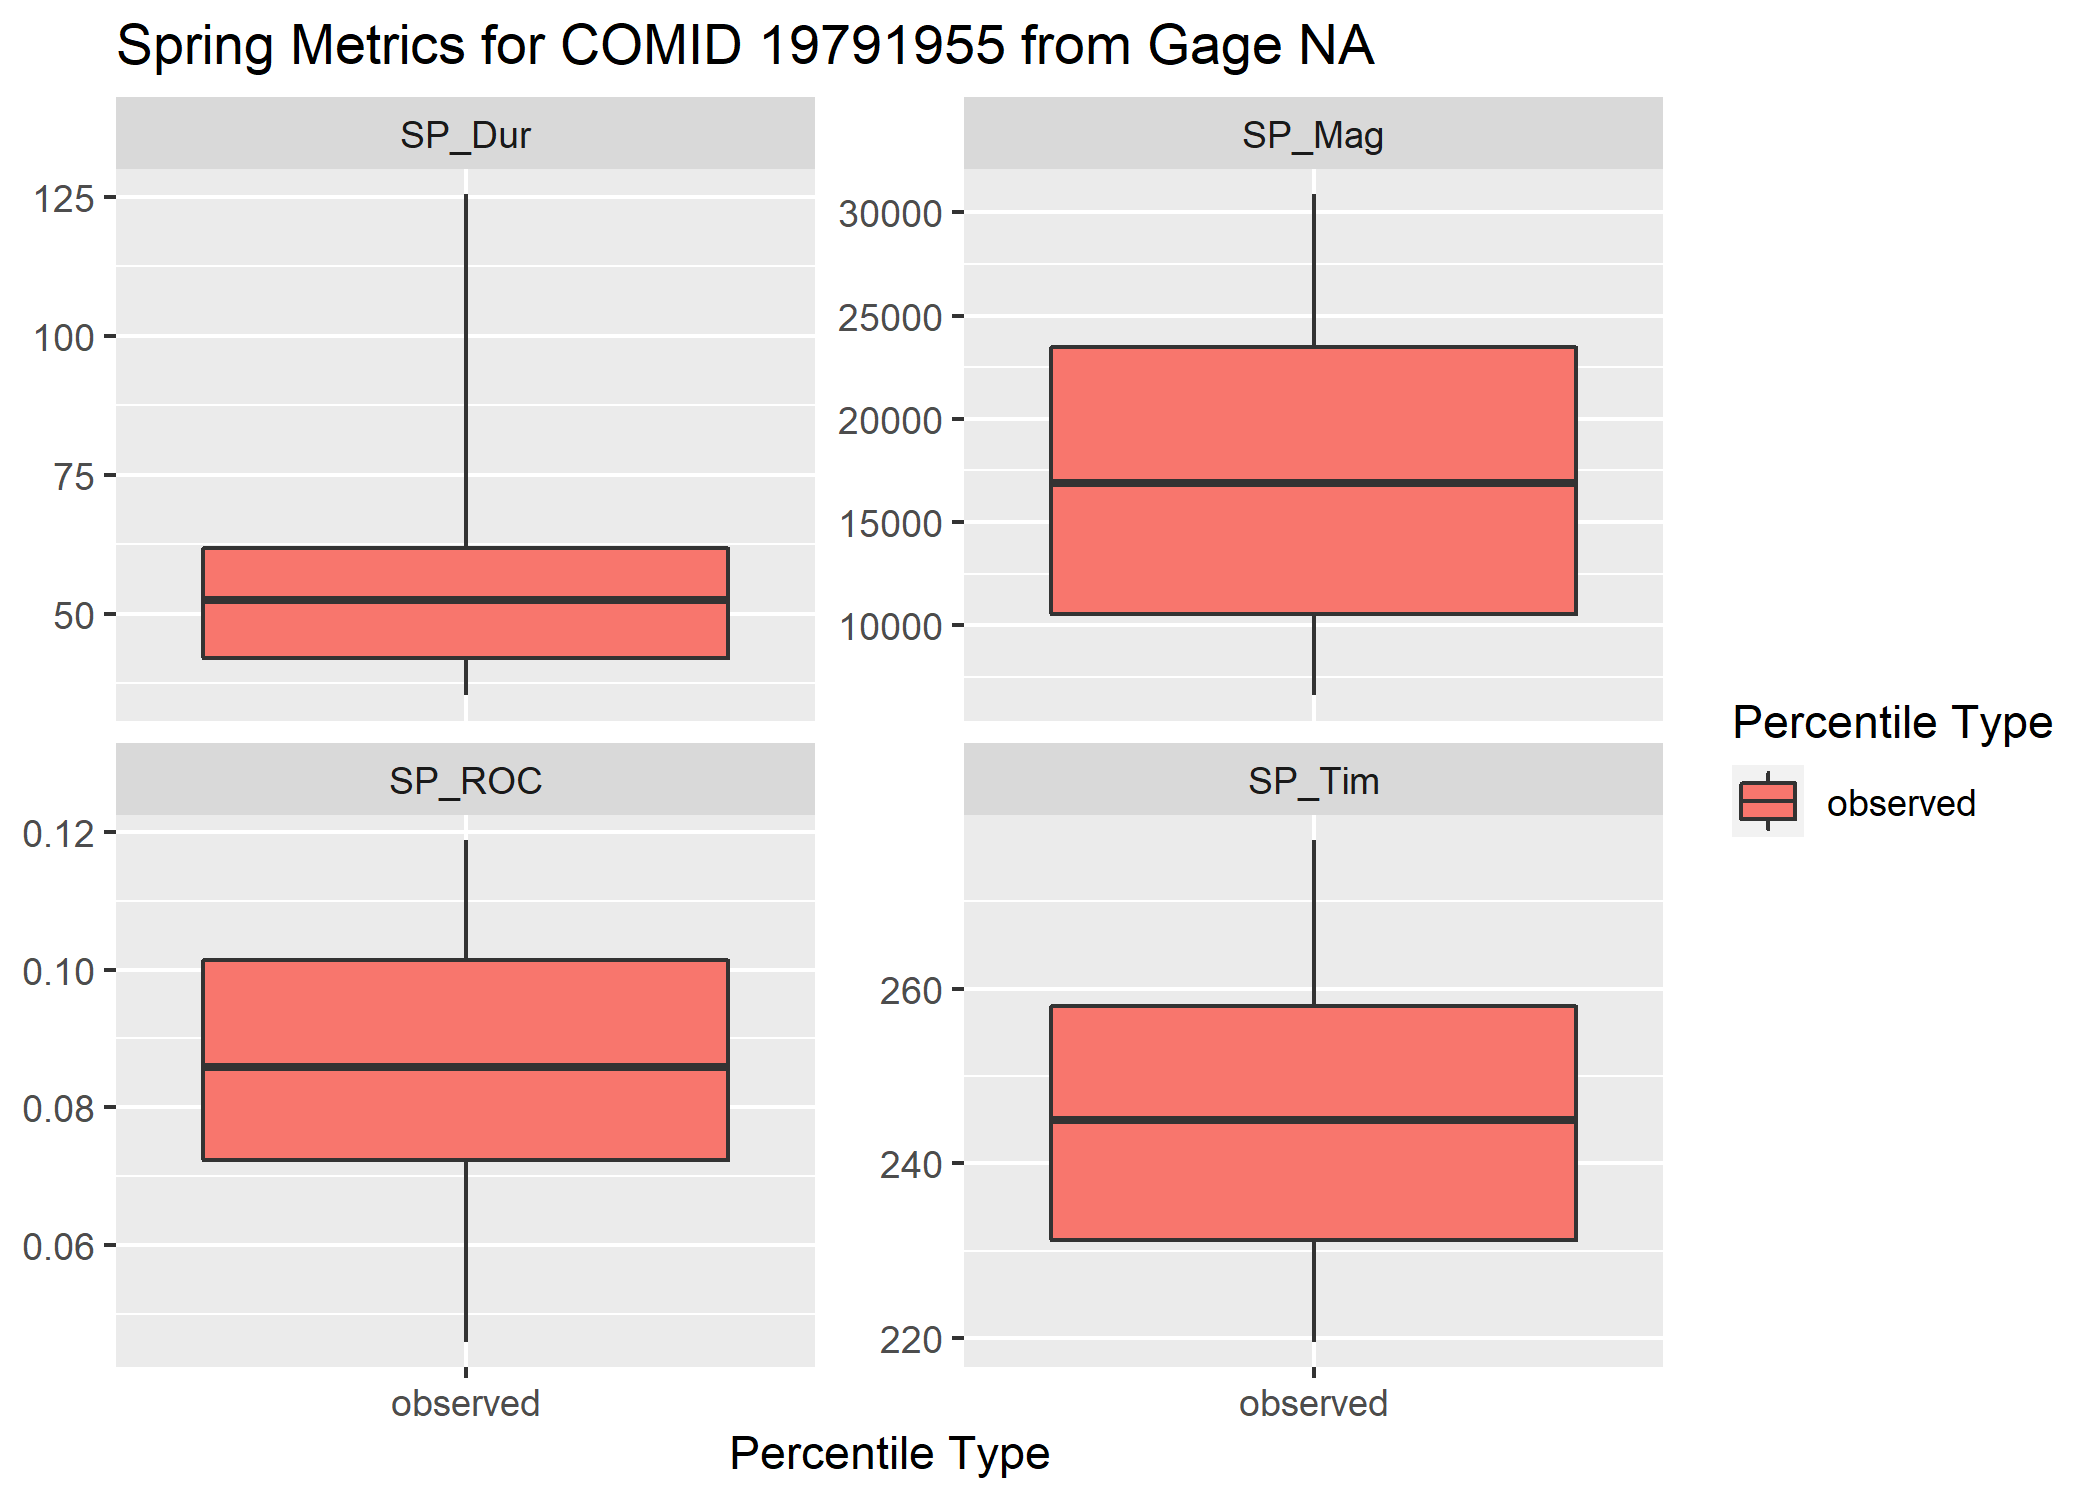 Spring Metrics for COMID 19791955 from Gage NA
SP_Dur
SP_Mag
125
100
75
50
30000
25000
20000
15000
10000
SP_ROC
SP_Tim
0.12
0.10
0.08
0.06
260
240
220
observed
observed
Percentile Type
Percentile Type
observed